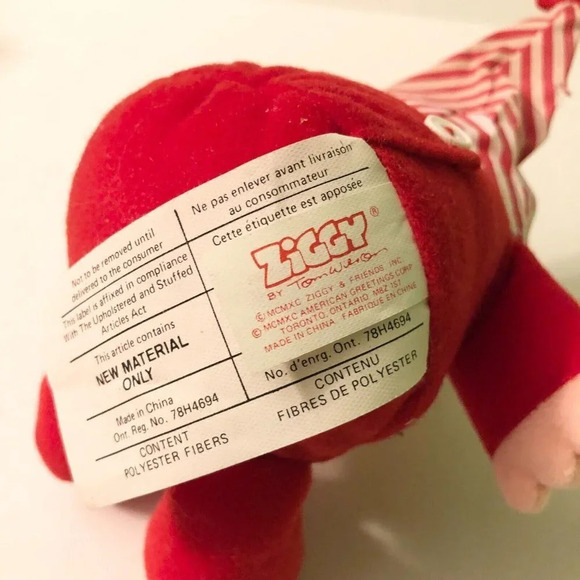 Not to be removed until
delivered to the consumer
This label is affixed in compliance
With The Upholstered and Stuffed
Articles Act
This article contains
NEW MATERIAL
ONLY
Made in China
Ont. Reg. No. 78H4694
CONTENT
POLYESTER FIBERS
Ne pas enlever avant livraison
au consommateur
Cette étiquette est apposée
ZiGGY ®
BY Tom Wilson
© MCMXC ZIGGY & FRIENDS INC.
© MCMXC AMERICAN GREETINGS CORP.
TORONTO, ONTARIO, M8Z 1S7
MADE IN CHINA FABRIQUE EN CHINE
No. d'enrg. Ont. 78H4694
CONTENU
FIBRES DE POLYESTER